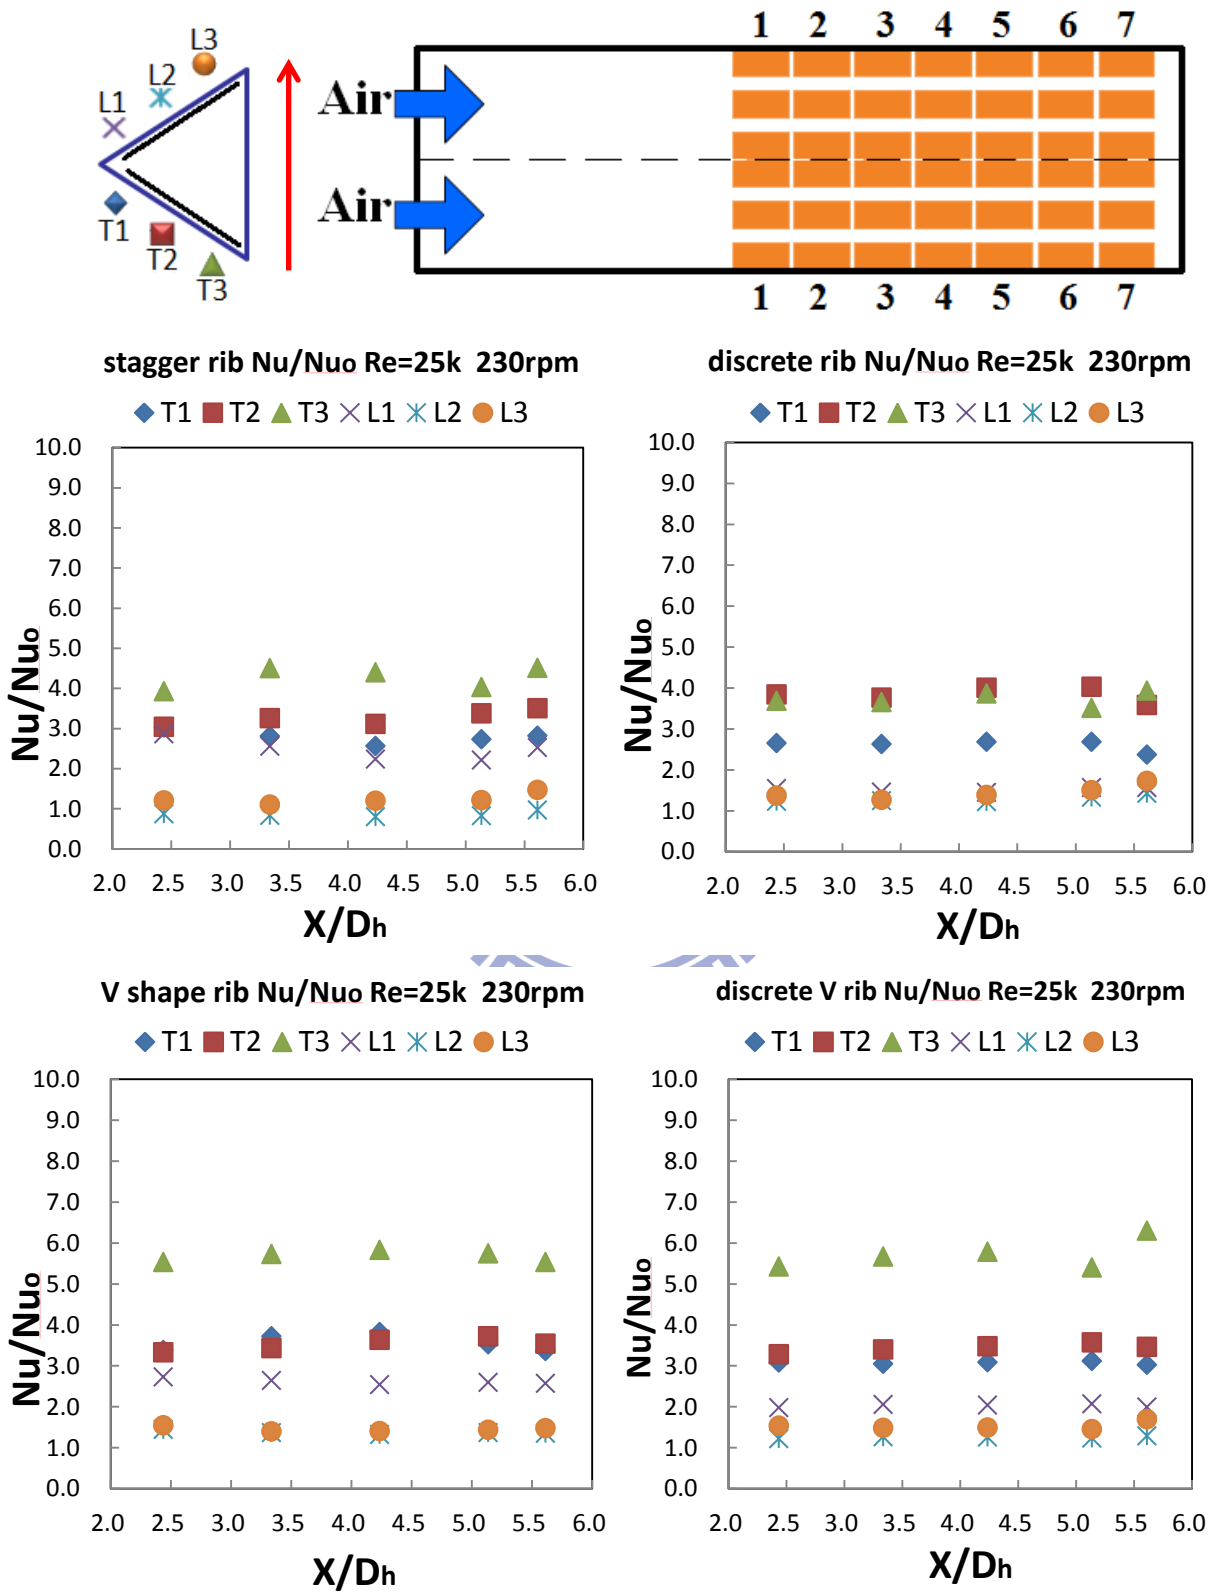 L3
L2
L1
T1
T2
T3
1 2 3 4 5 6 7
Air
Air
1 2 3 4 5 6 7
stagger rib Nu/Nuo Re=25k 230rpm
T1 T2 T3 L1 L2 L3
10.0
9.0
8.0
7.0
6.0
5.0
4.0
3.0
2.0
1.0
0.0
Nu/Nuo
2.0 2.5 3.0 3.5 4.0 4.5 5.0 5.5 6.0
X/Dh
discrete rib Nu/Nuo Re=25k 230rpm
T1 T2 T3 L1 L2 L3
10.0
9.0
8.0
7.0
6.0
5.0
4.0
3.0
2.0
1.0
0.0
Nu/Nuo
2.0 2.5 3.0 3.5 4.0 4.5 5.0 5.5 6.0
X/Dh
V shape rib Nu/Nuo Re=25k 230rpm
T1 T2 T3 L1 L2 L3
10.0
9.0
8.0
7.0
6.0
5.0
4.0
3.0
2.0
1.0
0.0
Nu/Nuo
2.0 2.5 3.0 3.5 4.0 4.5 5.0 5.5 6.0
X/Dh
discrete V rib Nu/Nuo Re=25k 230rpm
T1 T2 T3 L1 L2 L3
10.0
9.0
8.0
7.0
6.0
5.0
4.0
3.0
2.0
1.0
0.0
Nu/Nuo
2.0 2.5 3.0 3.5 4.0 4.5 5.0 5.5 6.0
X/Dh